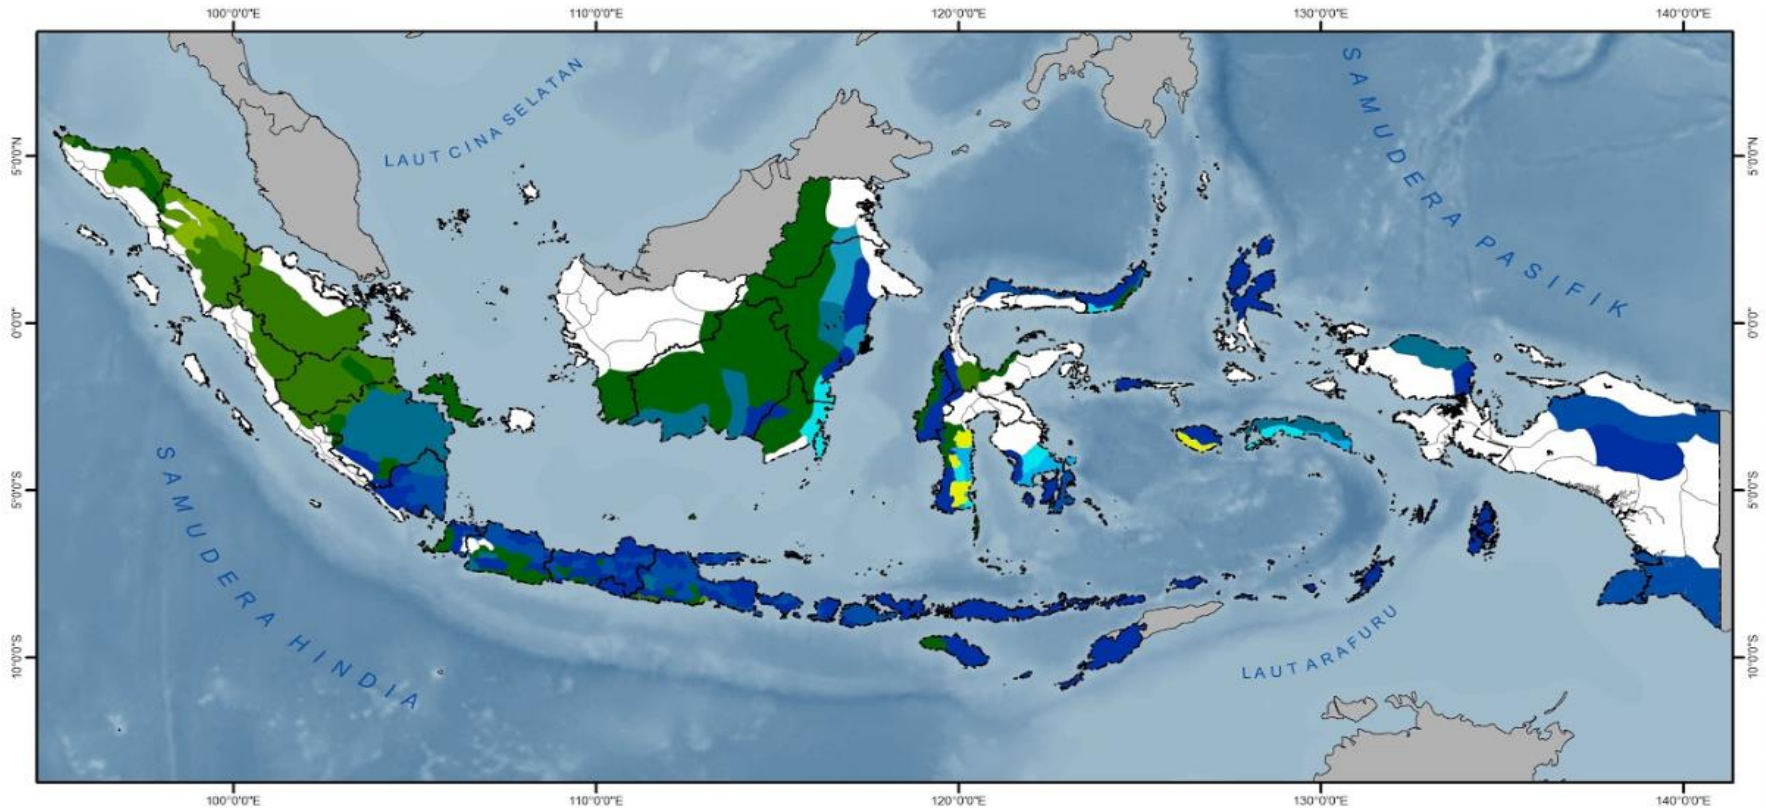 100°0'0"E 110°0'0"E 120°0'0"E 130°0'0"E 140°0'0"E
LAUT CINA SELATAN
SAMUDERA PASIFIK
5°0'0"N 5°0'0"N
0°0'0" 0°0'0"
5°0'0"S 5°0'0"S
SAMUDERA HINDIA
LAUT ARAFURU
10°0'0"S 10°0'0"S
100°0'0"E 110°0'0"E 120°0'0"E 130°0'0"E 140°0'0"E